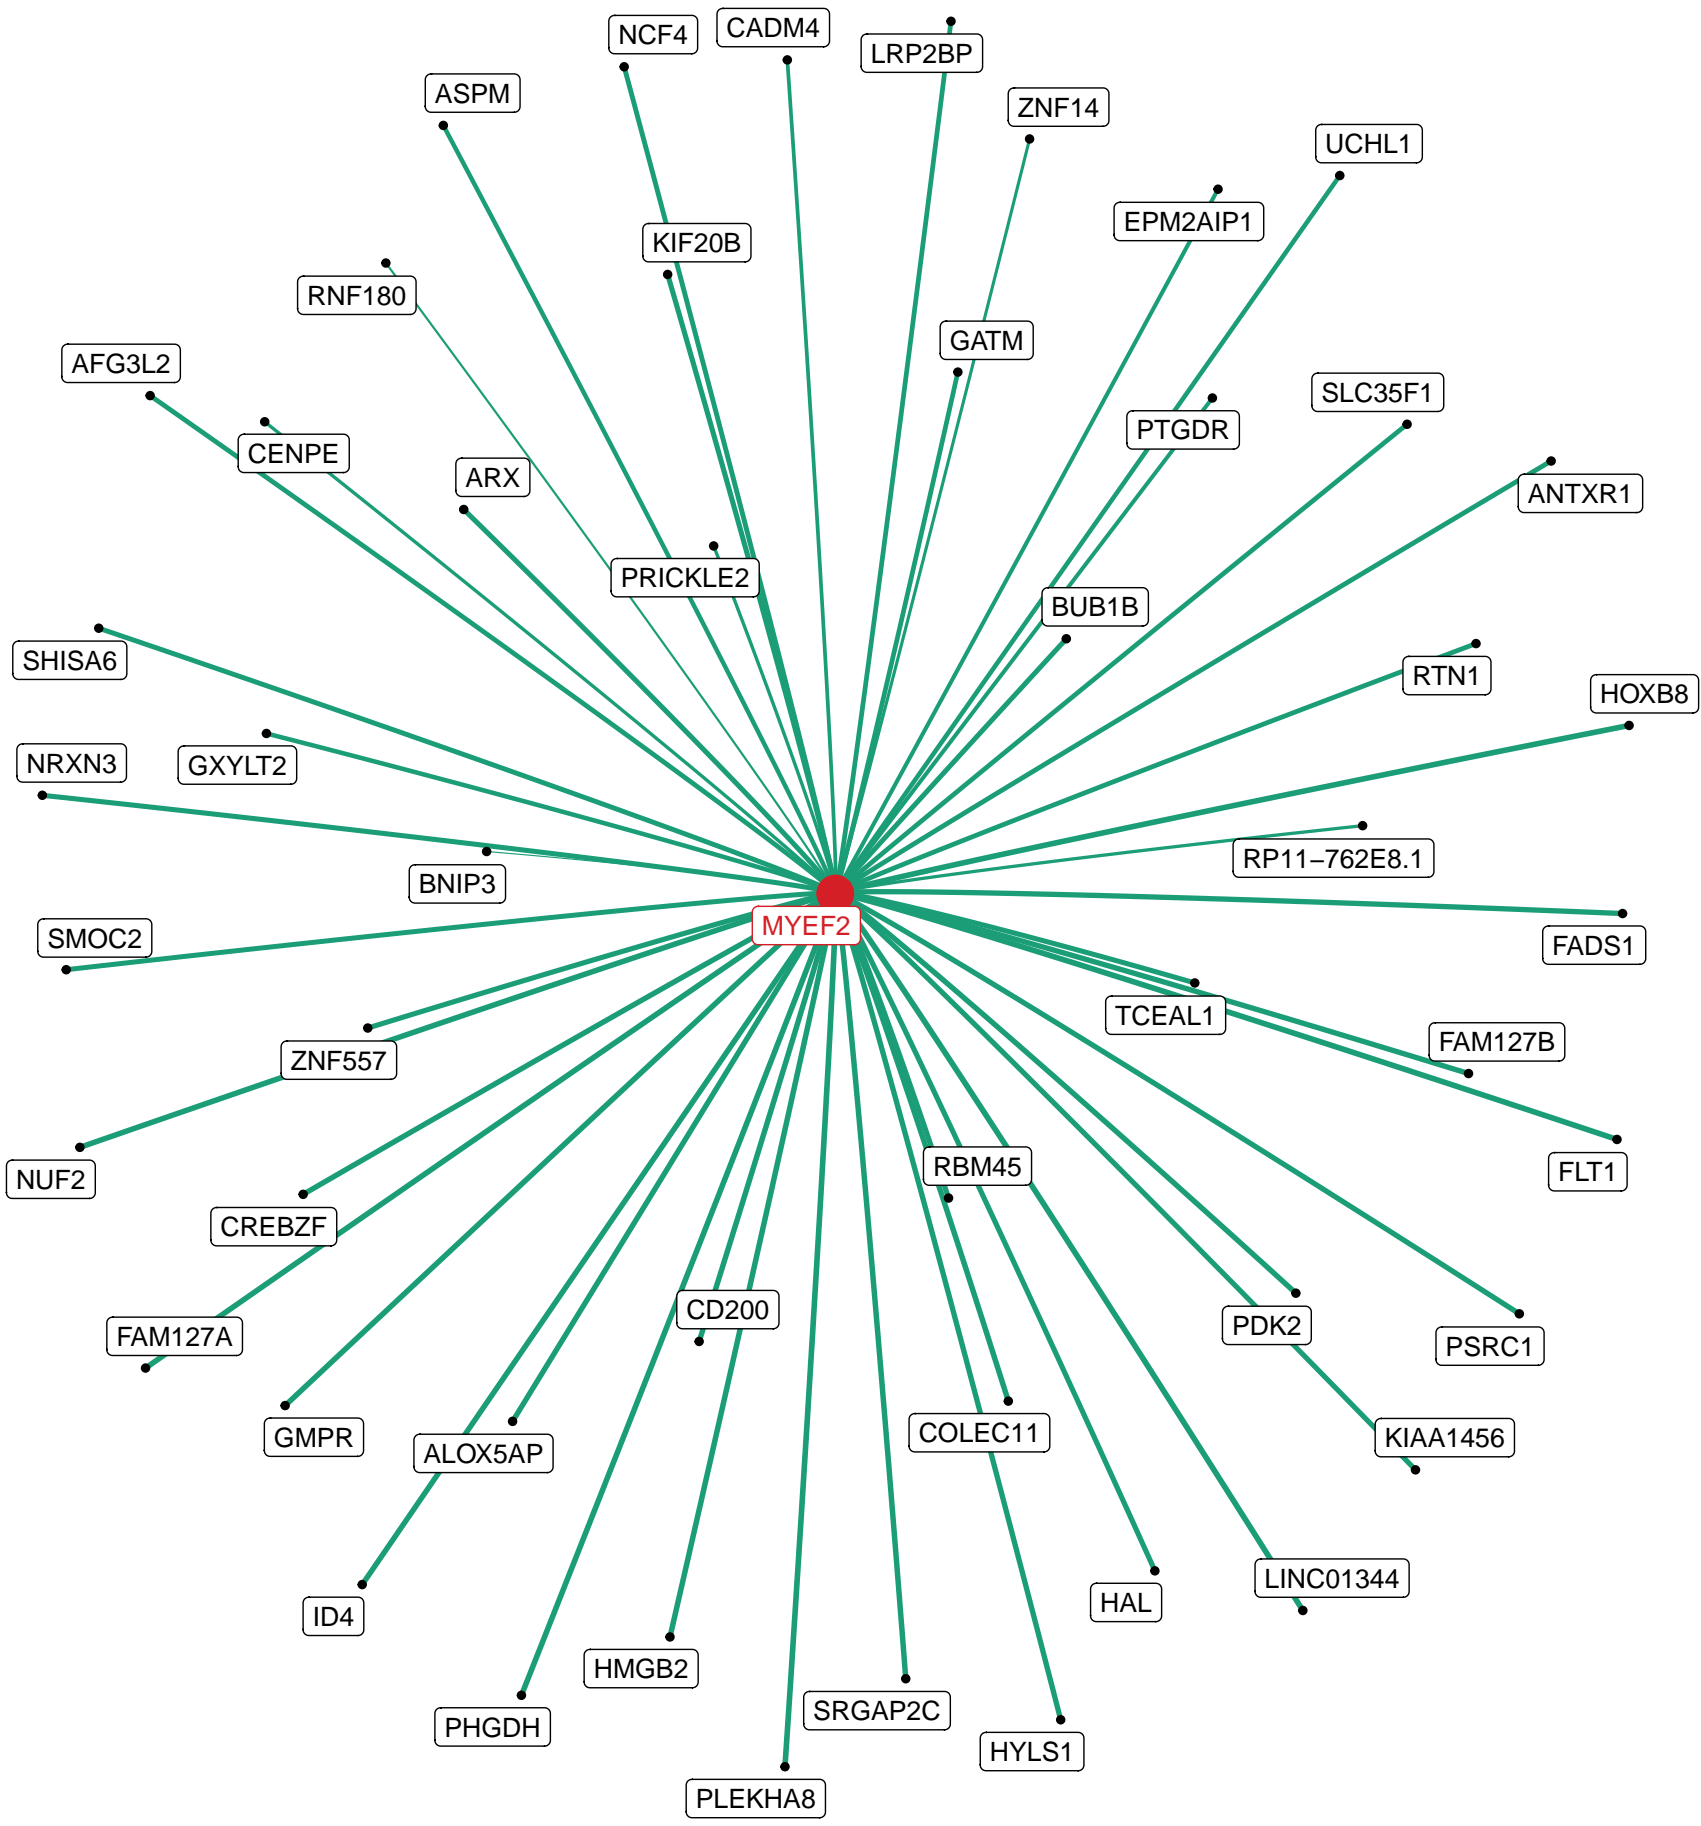 CADM4
NCF4
LRP2BP
ASPM
ZNF14
UCHL1
EPM2AIP1
KIF20B
RNF180
GATM
AFG3L2
SLC35F1
PTGDR
CENPE
ARX
ANTXR1
PRICKLE2
BUB1B
SHISA6
RTN1
HOXB8
NRXN3
GXYLT2
RP11–762E8.1
BNIP3
MYEF2
SMOC2
FADS1
TCEAL1
FAM127B
ZNF557
RBM45
FLT1
NUF2
CREBZF
CD200
PDK2
FAM127A
PSRC1
COLEC11
GMPR
KIAA1456
ALOX5AP
LINC01344
HAL
ID4
HMGB2
SRGAP2C
PHGDH
HYLS1
PLEKHA8